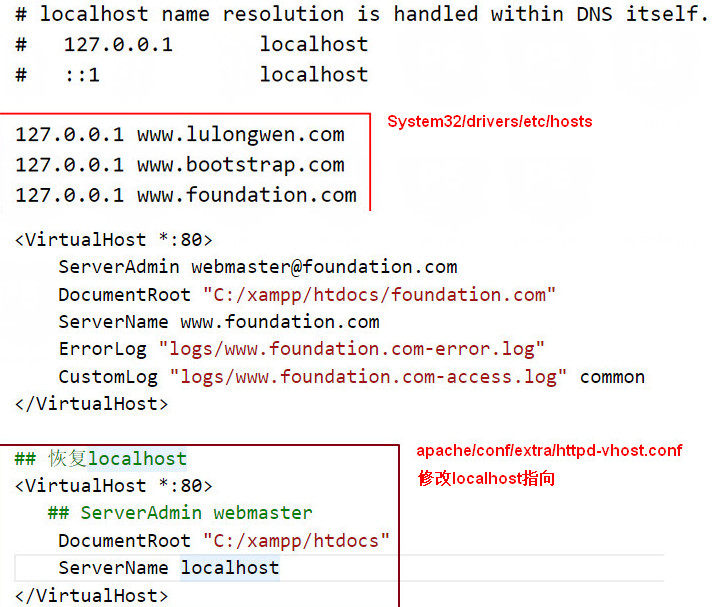 # localhost name resolution is handled within DNS itself.
#   127.0.0.1       localhost
#   ::1             localhost
127.0.0.1 www.lulongwen.com
127.0.0.1 www.bootstrap.com
127.0.0.1 www.foundation.com
System32/drivers/etc/hosts
<VirtualHost *:80>
    ServerAdmin webmaster@foundation.com
    DocumentRoot "C:/xampp/htdocs/foundation.com"
    ServerName www.foundation.com
    ErrorLog "logs/www.foundation.com-error.log"
    CustomLog "logs/www.foundation.com-access.log" common
</VirtualHost>
## 恢复localhost
<VirtualHost *:80>
   ## ServerAdmin webmaster
    DocumentRoot "C:/xampp/htdocs"
    ServerName localhost
</VirtualHost>
apache/conf/extra/httpd-vhost.conf
修改localhost指向